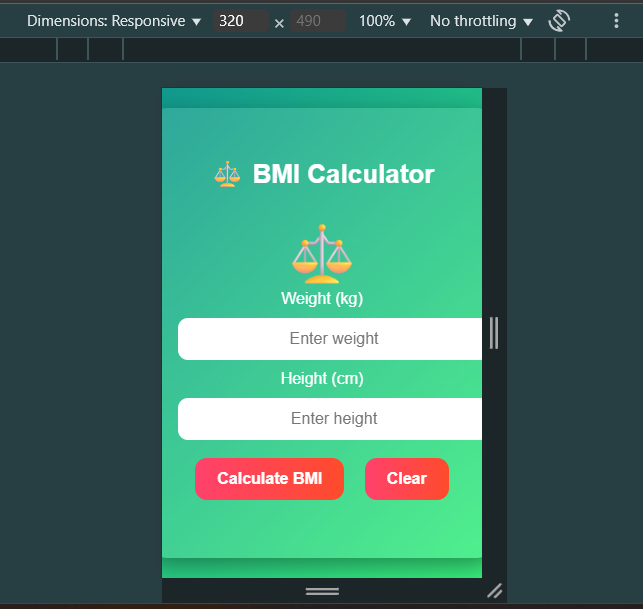 Dimensions: Responsive ▼ 320 × 490 100% ▼ No throttling ▼
⚖️ BMI Calculator
Weight (kg)
Enter weight
Height (cm)
Enter height
Calculate BMI Clear